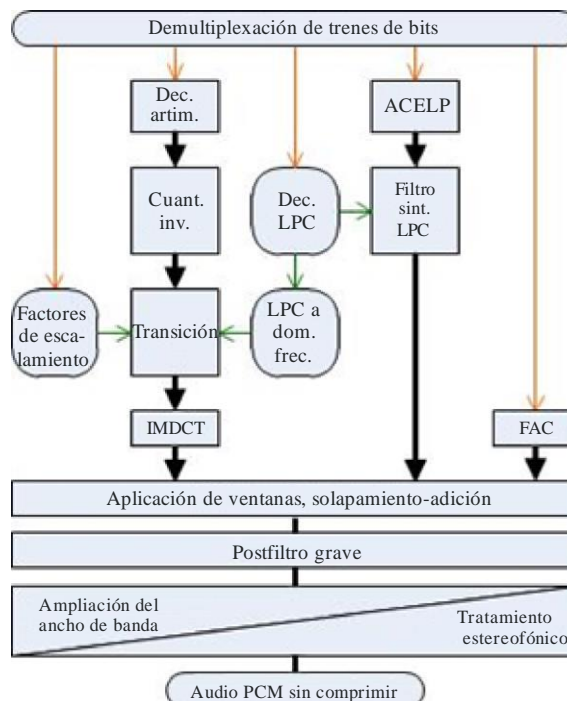 Demultiplexación de trenes de bits
Dec.
artim.
ACELP
Cuant.
inv.
Dec.
LPC
Filtro
sint.
LPC
Factores
de esca-
lamiento
Transición
LPC a
dom.
frec.
IMDCT
FAC
Aplicación de ventanas, solapamiento-adición
Postfiltro grave
Ampliación del
ancho de banda
Tratamiento
estereofónico
Audio PCM sin comprimir